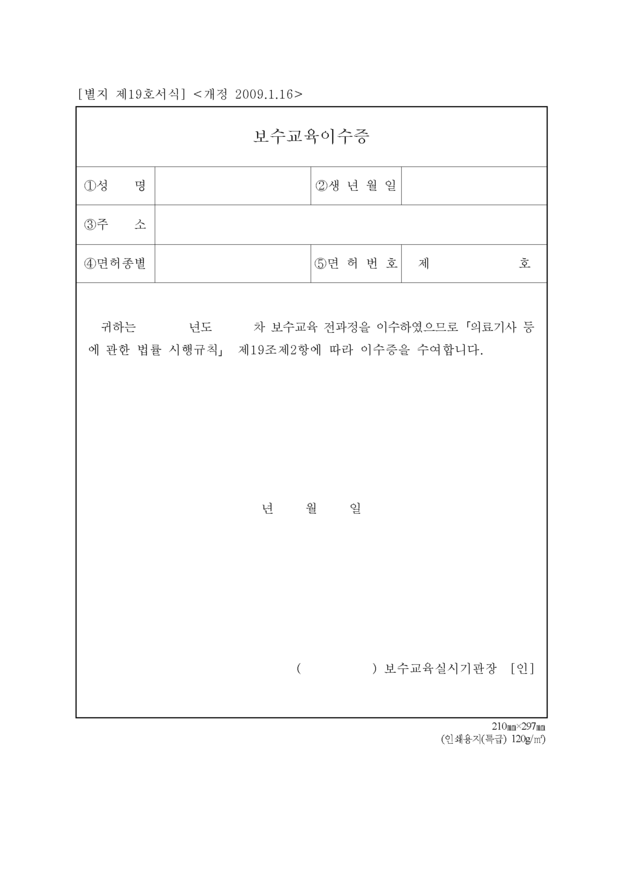 [별지 제19호서식] <개정 2009.1.16>
보수교육이수증
①성 명 ②생 년 월 일
③주 소
④면허종별 ⑤면 허 번 호 제 호
귀하는 년도 차 보수교육 전과정을 이수하였으므로 「의료기사 등
에 관한 법률 시행규칙」 제19조제2항에 따라 이수증을 수여합니다.
년 월 일
( ) 보수교육실시기관장 [인]
210㎜×297㎜
(인쇄용지(특급) 120g/㎡)